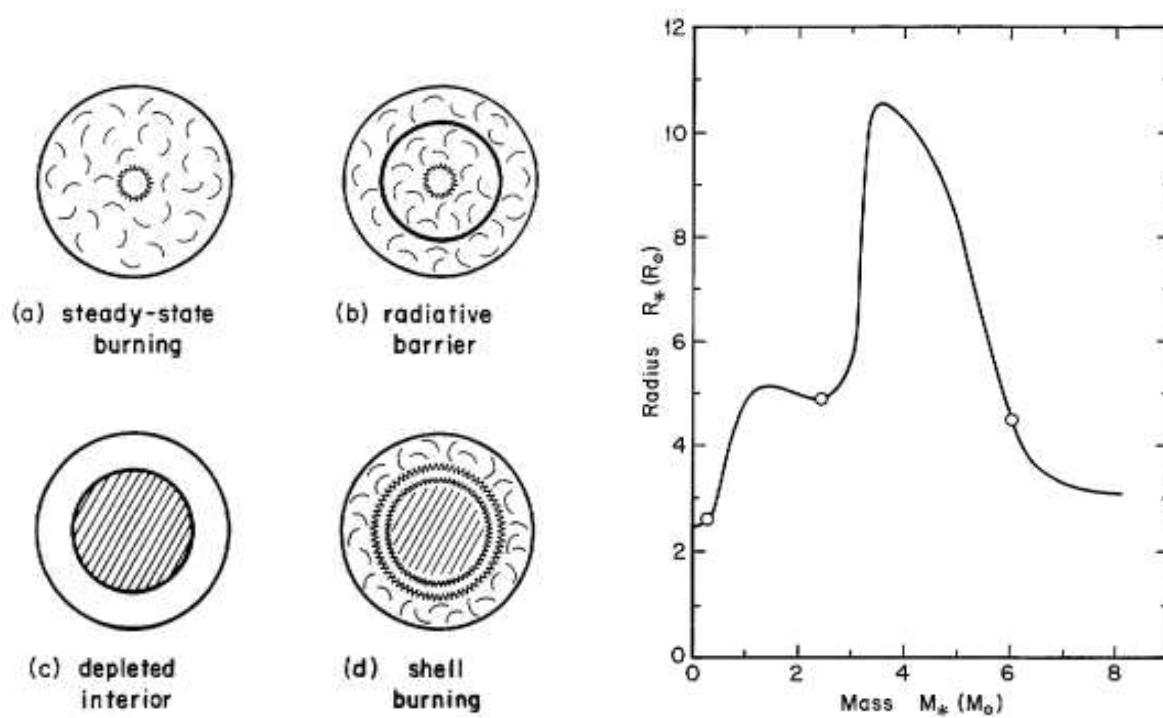 (a) steady-state
burning
(b) radiative
barrier
(c) depleted
interior
(d) shell
burning
12
10
8
6
4
2
0
Radius R* (R⊙)
0 2 4 6 8
Mass M* (M⊙)